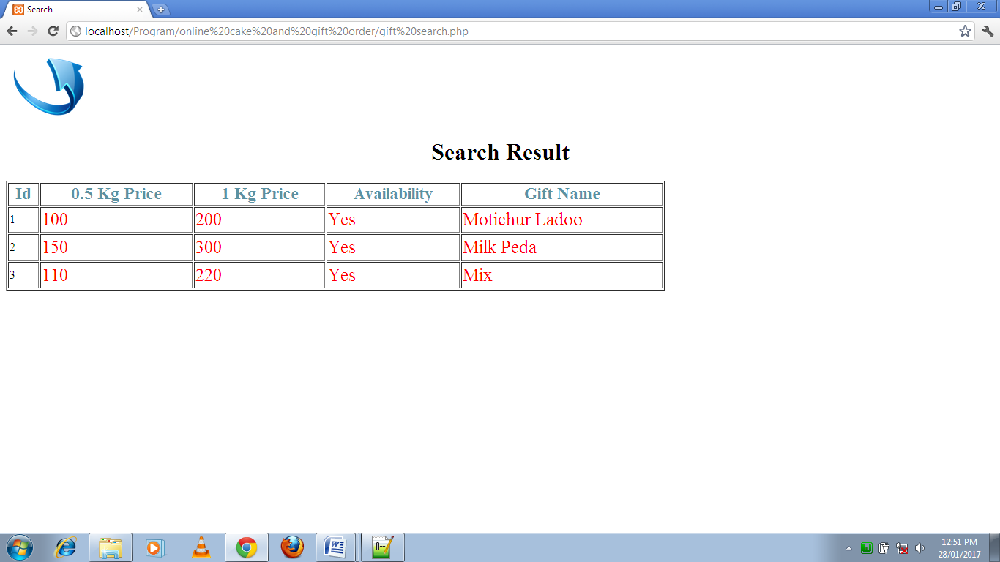 Search
localhost/Program/online%20cake%20and%20gift%20order/gift%20search.php
Search Result
Id 0.5 Kg Price 1 Kg Price Availability Gift Name
1 100 200 Yes Motichur Ladoo
2 150 300 Yes Milk Peda
3 110 220 Yes Mix
12:51 PM
28/01/2017